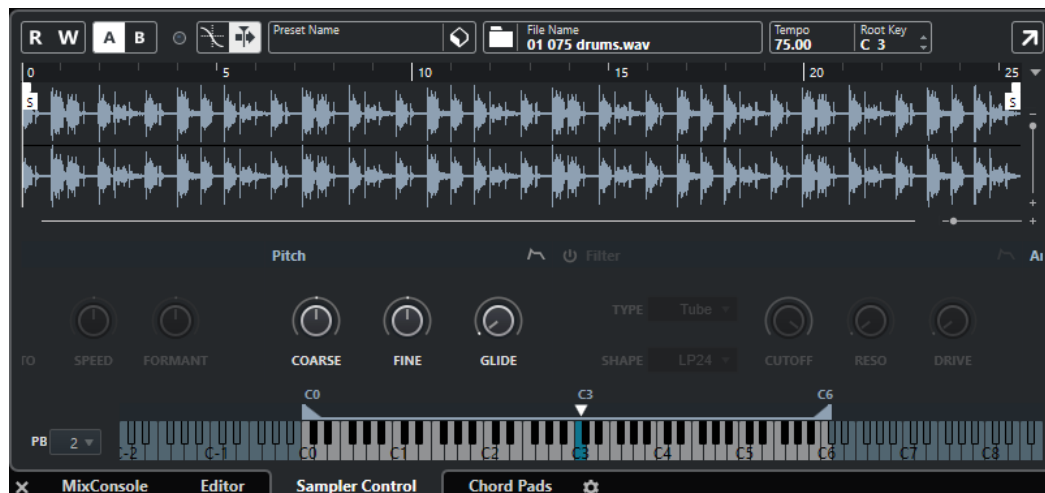 R W A B Preset Name File Name Tempo Root Key
01 075 drums.wav 75.00 C 3
0 5 10 15 20 25
S S
Pitch Filter
TYPE Tube
SPEED FORMANT COARSE FINE GLIDE SHAPE LP24 CUTOFF RESO DRIVE
C0 C3 C6
PB 2 C-1 C0 C1 C2 C3 C4 C5 C6 C7 C8
MixConsole Editor Sampler Control Chord Pads